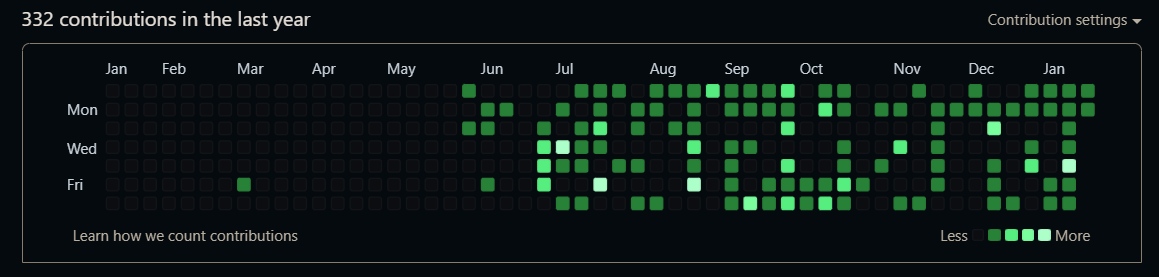 332 contributions in the last year
Contribution settings
Jan Feb Mar Apr May Jun Jul Aug Sep Oct Nov Dec Jan
Mon
Wed
Fri
Learn how we count contributions
Less More